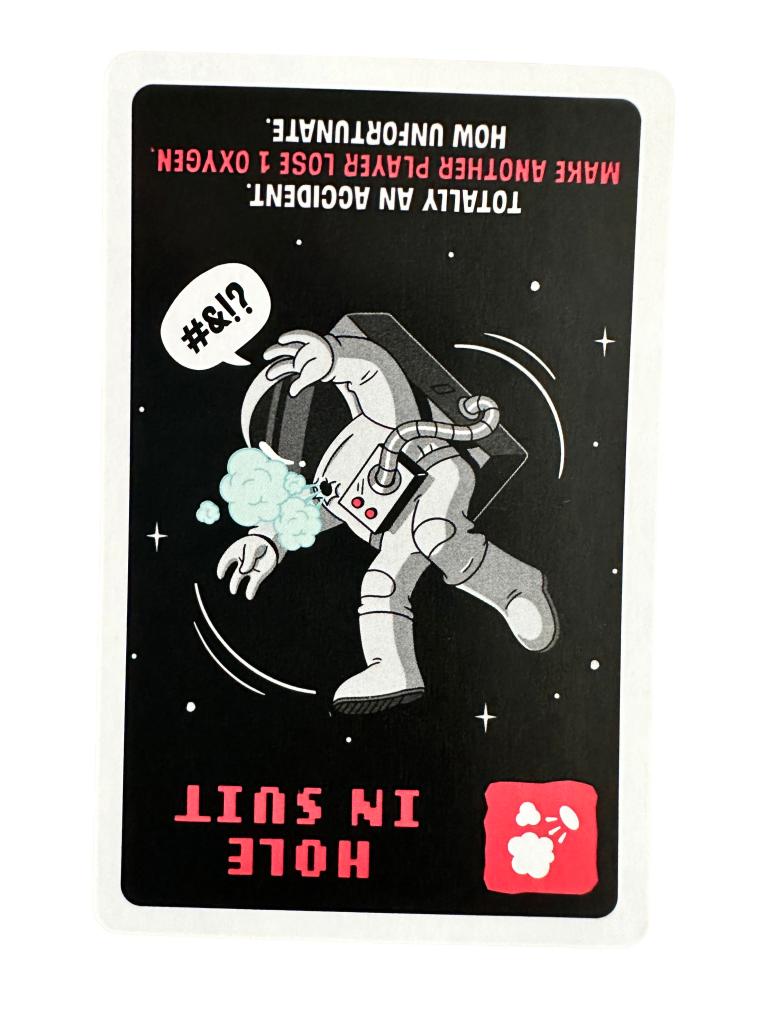 HOLE
IN SUIT
#&!?
TOTALLY AN ACCIDENT.
MAKE ANOTHER PLAYER LOSE 1 OXYGEN.
HOW UNFORTUNATE.